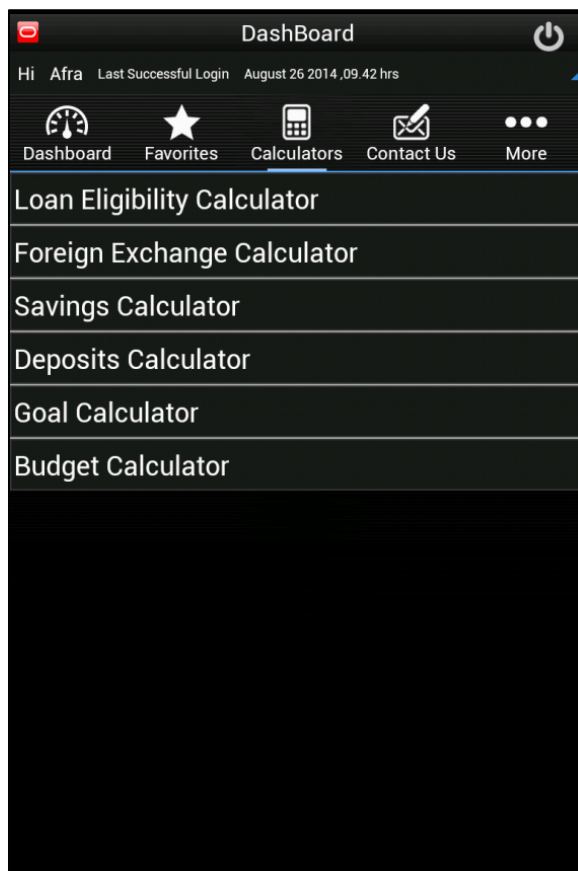 DashBoard
Hi Afra Last Successful Login August 26 2014 ,09.42 hrs
Dashboard Favorites Calculators Contact Us More
Loan Eligibility Calculator
Foreign Exchange Calculator
Savings Calculator
Deposits Calculator
Goal Calculator
Budget Calculator